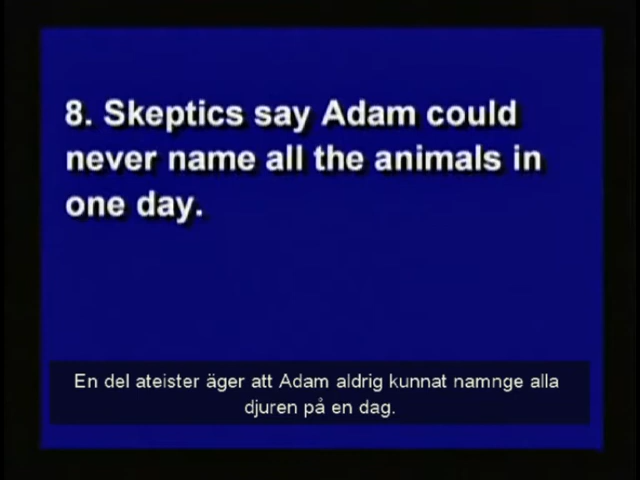 8. Skeptics say Adam could
never name all the animals in
one day.
En del ateister äger att Adam aldrig kunnat namnge alla
djuren på en dag.